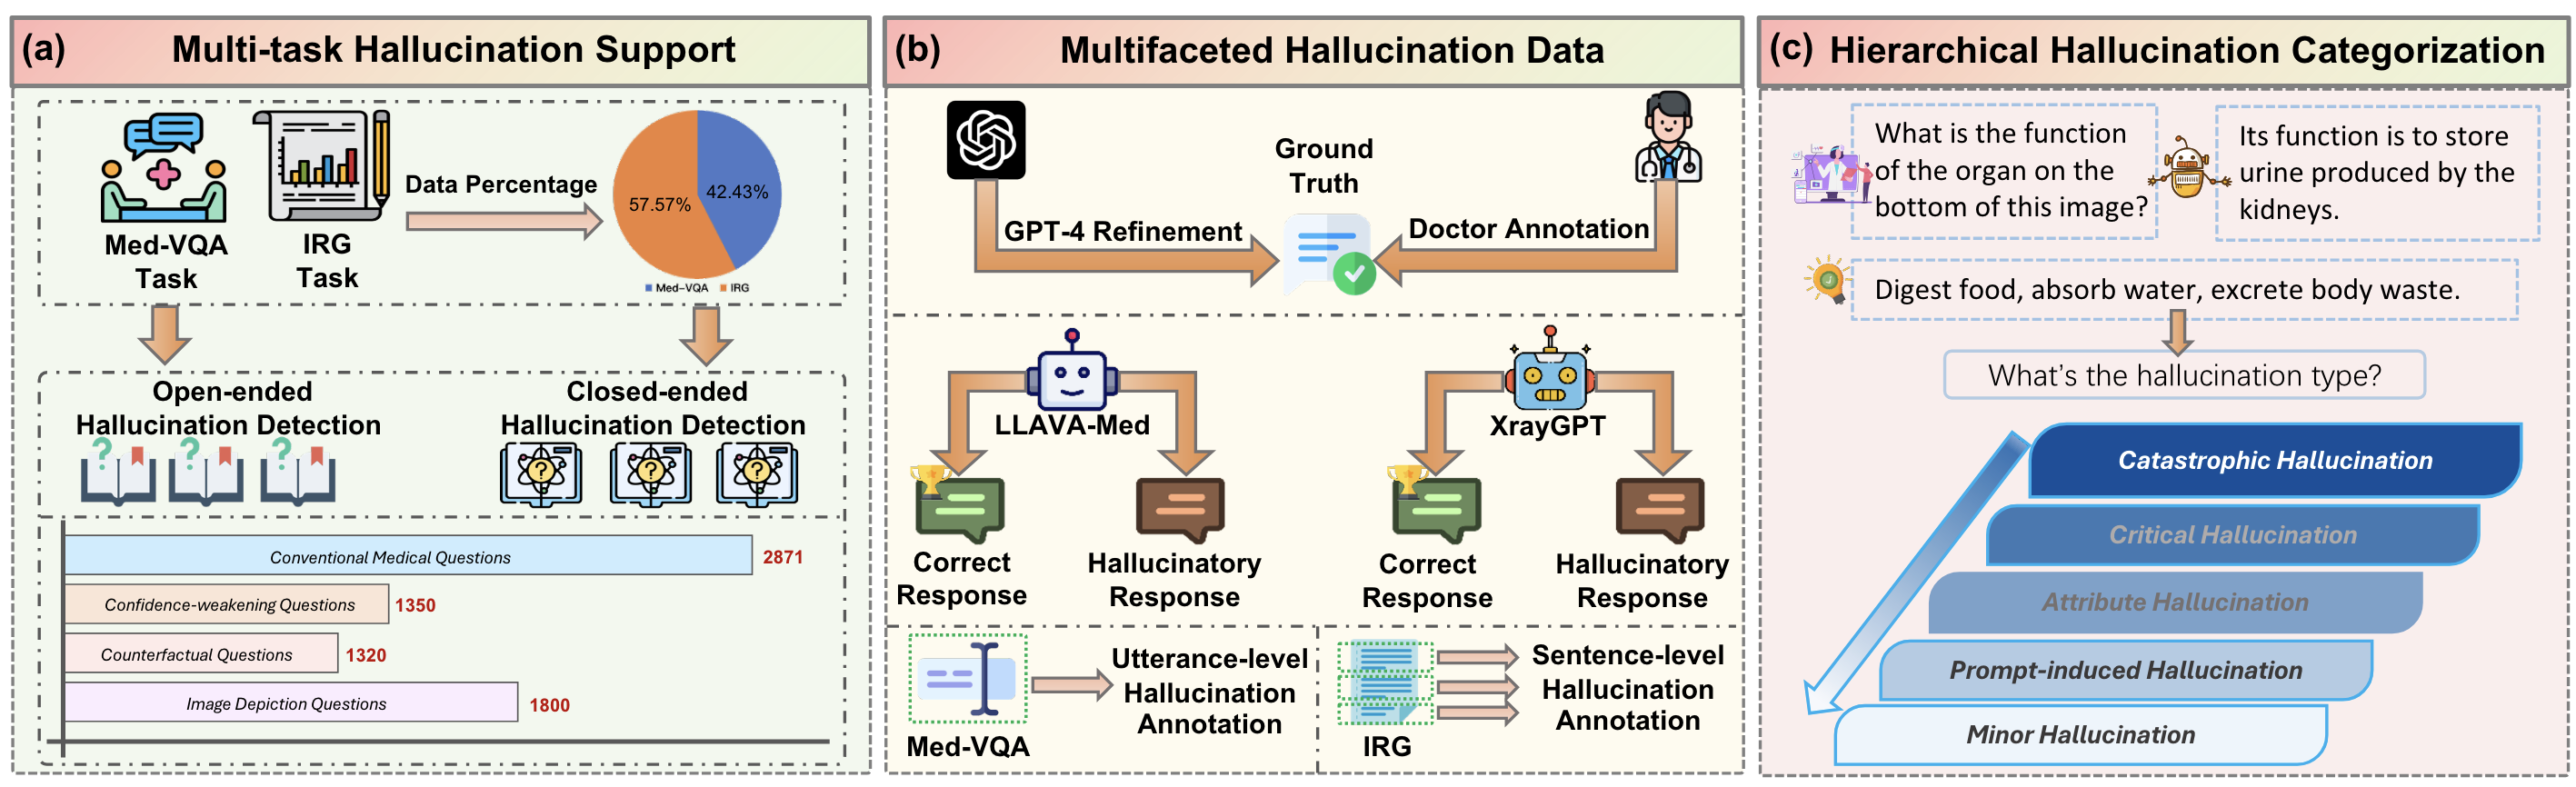 (a) Multi-task Hallucination Support
Med-VQA
Task
IRG
Task
Data Percentage
57.57%
42.43%
Med-VQA
IRG
Open-ended
Hallucination Detection
Closed-ended
Hallucination Detection
Conventional Medical Questions
2871
Confidence-weakening Questions
1350
Counterfactual Questions
1320
Image Depiction Questions
1800
(b) Multifaceted Hallucination Data
Ground
Truth
GPT-4 Refinement
Doctor Annotation
LLAVA-Med
XrayGPT
Correct
Response
Hallucinatory
Response
Correct
Response
Hallucinatory
Response
Med-VQA
Utterance-level
Hallucination
Annotation
IRG
Sentence-level
Hallucination
Annotation
(c) Hierarchical Hallucination Categorization
What is the function
of the organ on the
bottom of this image?
Its function is to store
urine produced by the
kidneys.
Digest food, absorb water, excrete body waste.
What's the hallucination type?
Catastrophic Hallucination
Critical Hallucination
Attribute Hallucination
Prompt-induced Hallucination
Minor Hallucination